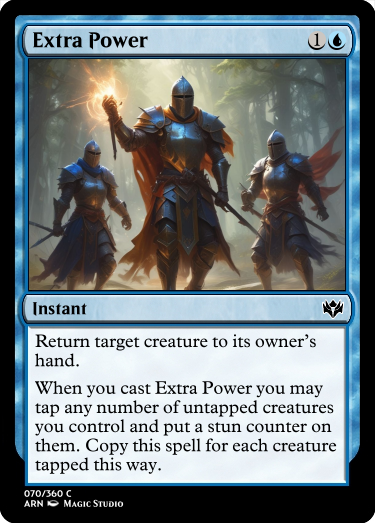 Extra Power 1
Instant
Return target creature to its owner's
hand.
When you cast Extra Power you may
tap any number of untapped creatures
you control and put a stun counter on
them. Copy this spell for each creature
tapped this way.
070/360 C
ARN Magic Studio